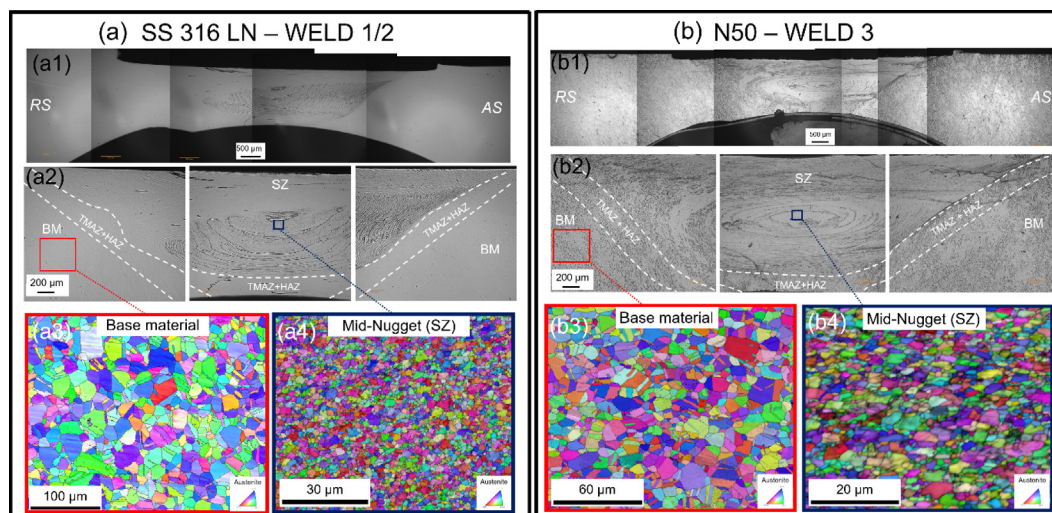 (a) SS 316 LN – WELD 1/2
(a1)
RS
AS
500 µm
(a2)
SZ
TMAZ+HAZ
TMAZ+HAZ
BM
BM
TMAZ+HAZ
200 µm
(a3) Base material
(a4) Mid-Nugget (SZ)
100 µm
Austenite
30 µm
Austenite
(b) N50 – WELD 3
(b1)
RS
AS
500 µm
(b2)
SZ
TMAZ+HAZ
TMAZ+HAZ
BM
BM
TMAZ+HAZ
200 µm
(b3) Base material
(b4) Mid-Nugget (SZ)
60 µm
Austenite
20 µm
Austenite